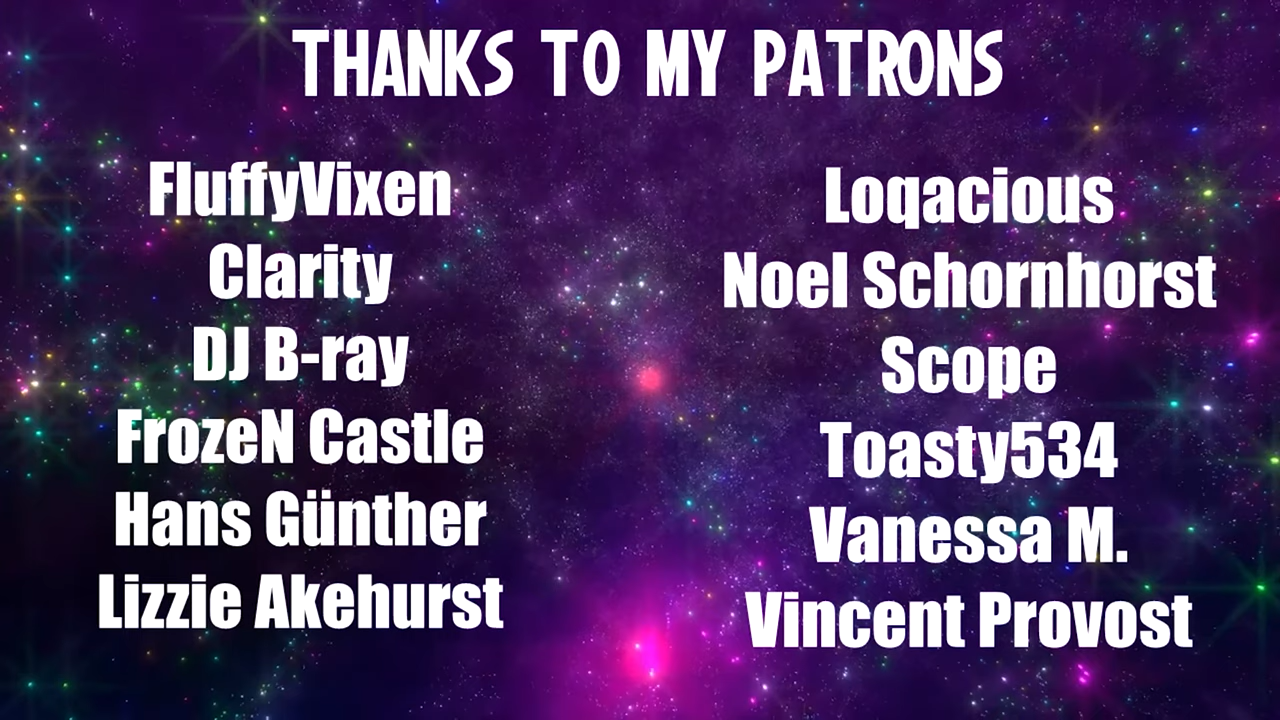 THANKS TO MY PATRONS
FluffyVixen
Clarity
DJ B-ray
FrozeN Castle
Hans Günther
Lizzie Akehurst
Loqacious
Noel Schornhorst
Scope
Toasty534
Vanessa M.
Vincent Provost